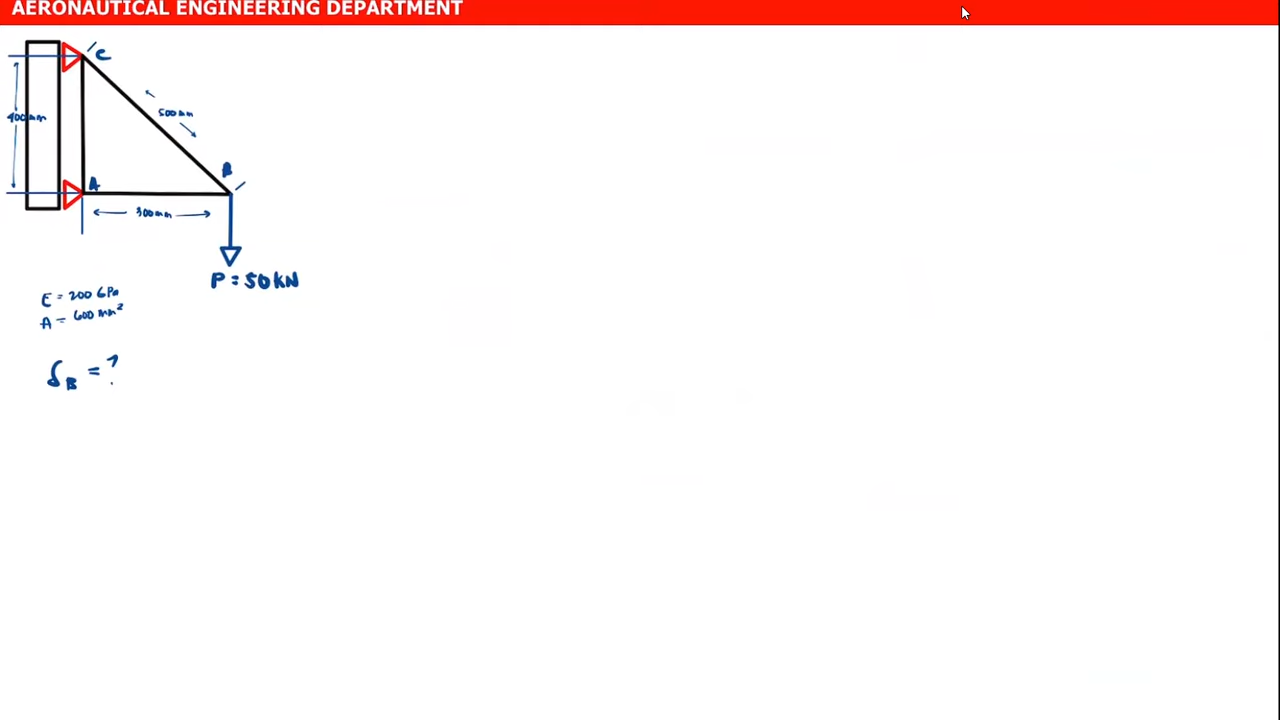 AERONAUTICAL ENGINEERING DEPARTMENT
C
500mm
400mm
B
A
300mm
P = 50kN
E = 200 GPa
A = 600 mm²
δB = ?